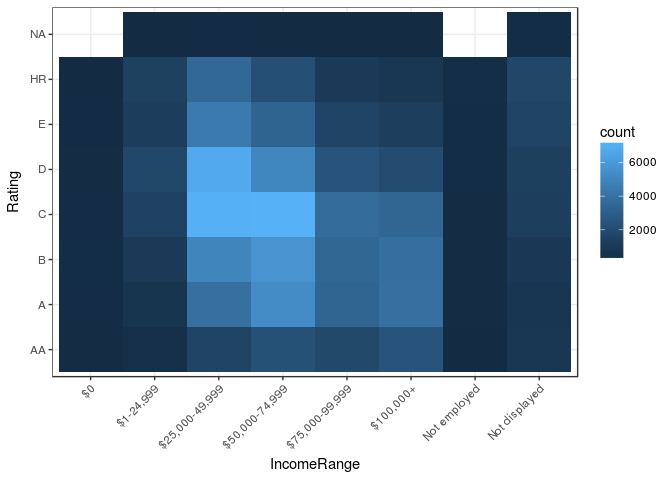 NA
HR
E
D
C
B
A
AA
Rating
$0
$1-24,999
$25,000-49,999
$50,000-74,999
$75,000-99,999
$100,000+
Not employed
Not displayed
IncomeRange
count
6000
4000
2000